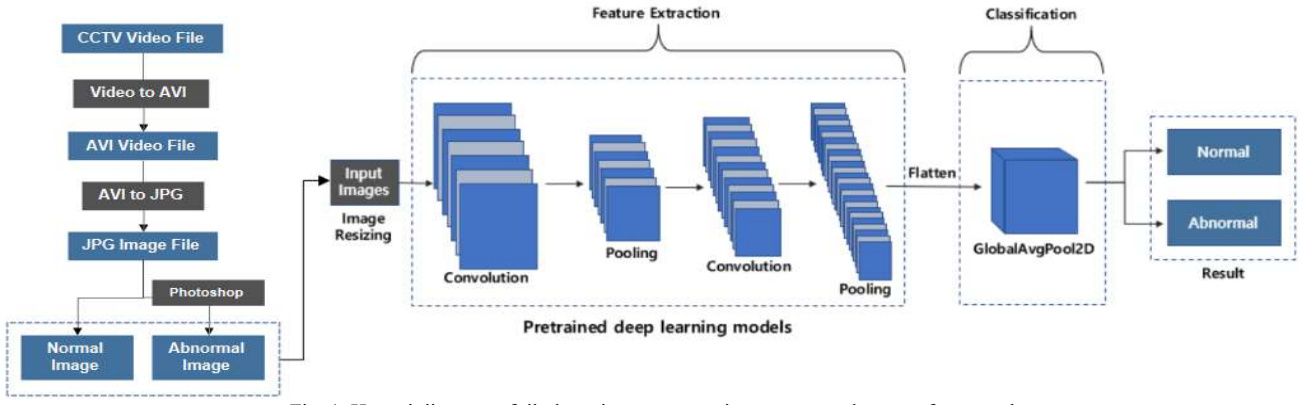 CCTV Video File
Video to AVI
AVI Video File
AVI to JPG
JPG Image File
Photoshop
Normal
Image
Abnormal
Image
Input
Images
Image
Resizing
Feature Extraction
Convolution
Pooling
Convolution
Pooling
Pretrained deep learning models
Flatten
Classification
GlobalAvgPool2D
Normal
Abnormal
Result